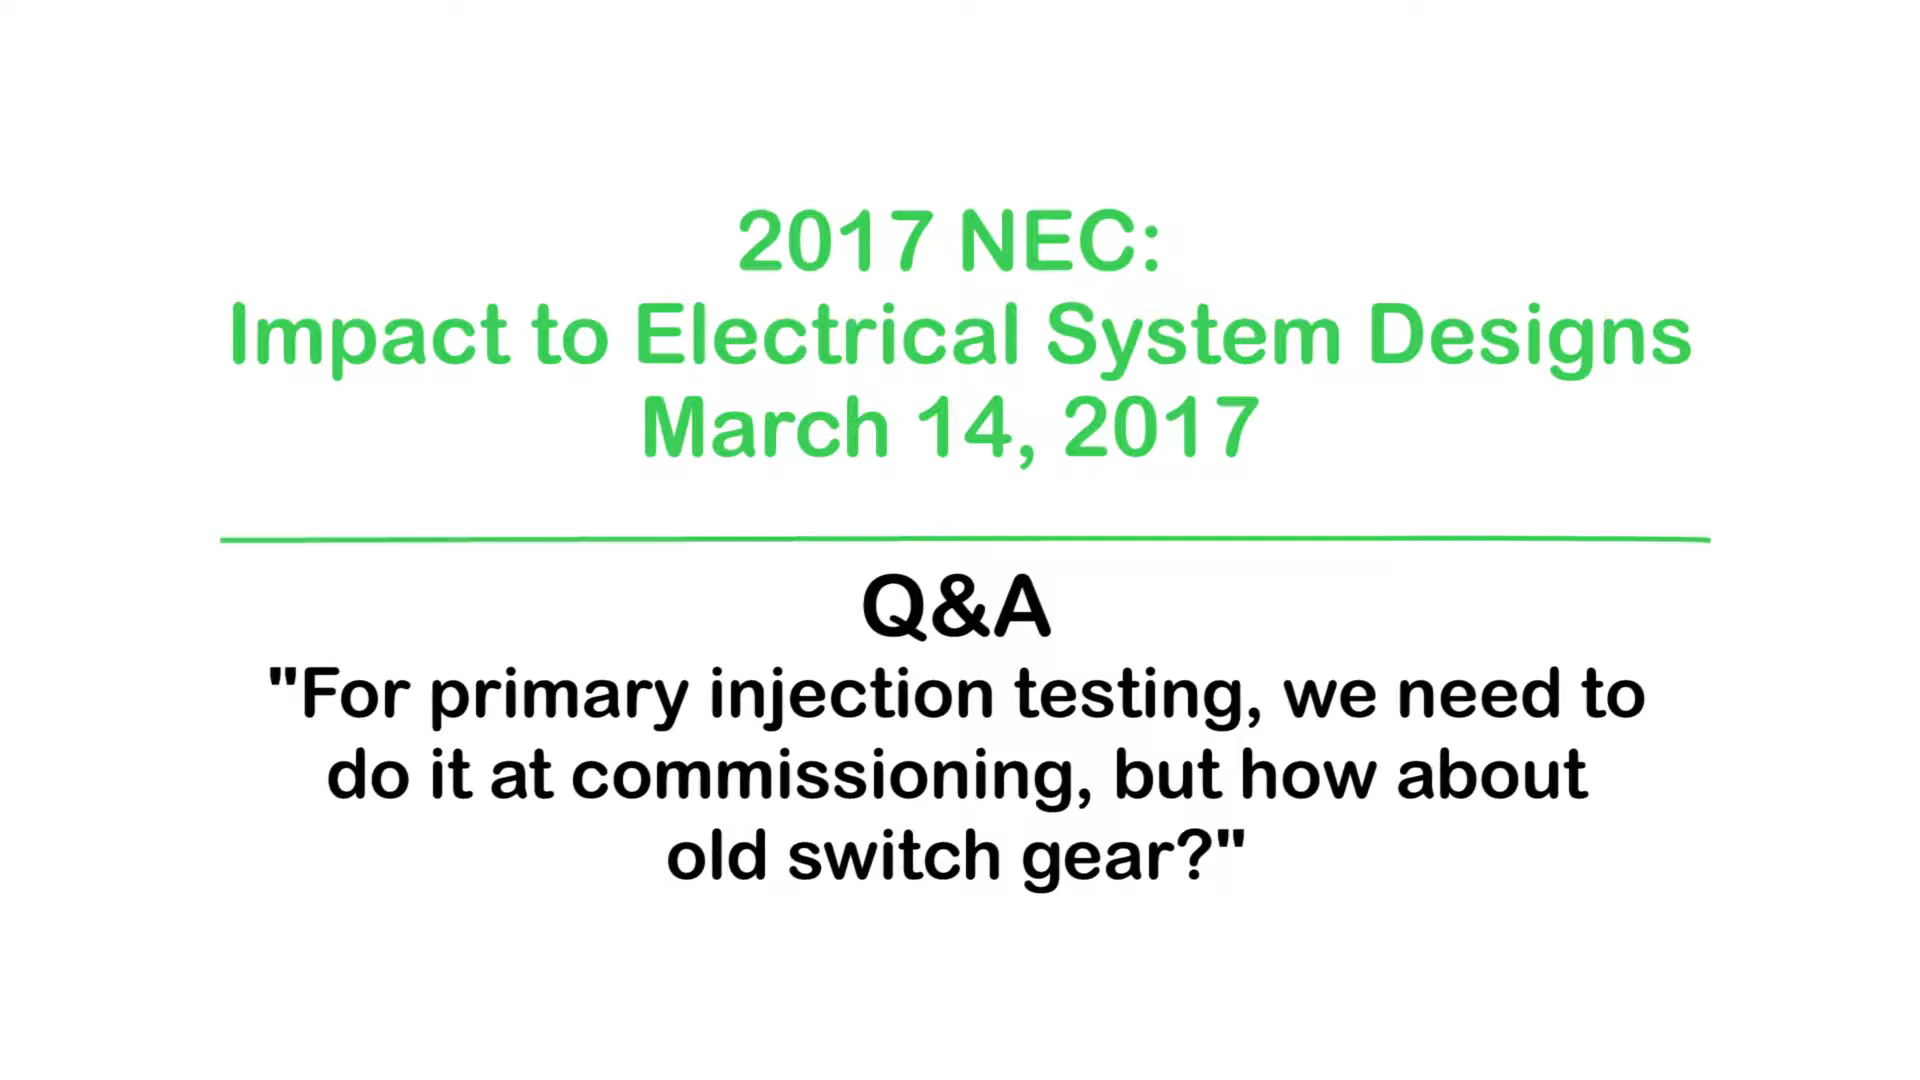 2017 NEC:
Impact to Electrical System Designs
March 14, 2017
Q&A
"For primary injection testing, we need to
do it at commissioning, but how about
old switch gear?"